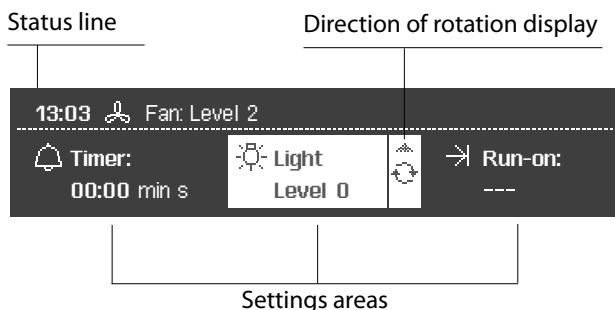 Status line
Direction of rotation display
13:03 Fan: Level 2
Timer:
00:00 min s
Light
Level 0
Run-on:
---
Settings areas